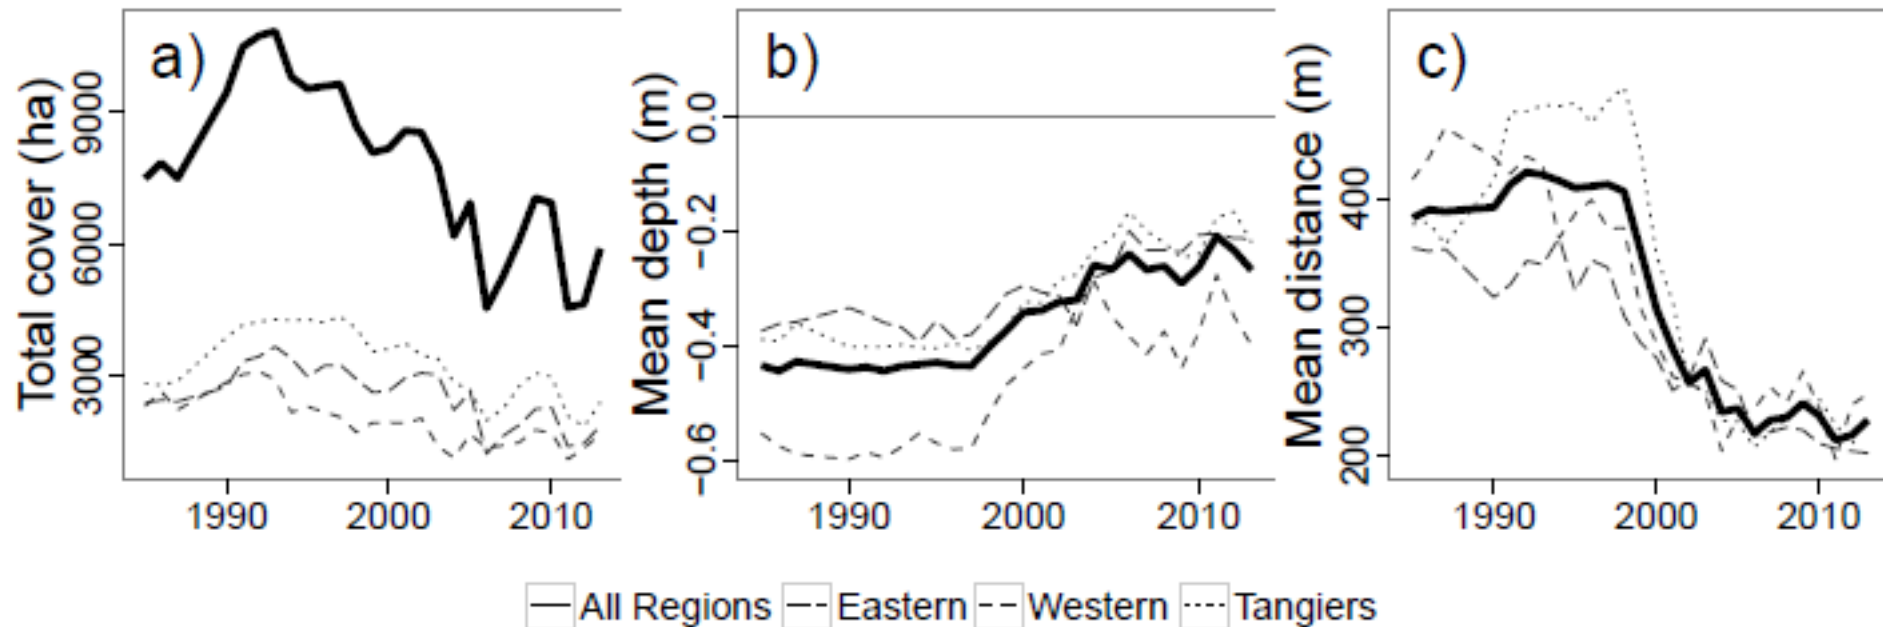 a)
Total cover (ha)
9000
6000
3000
1990 2000 2010
b)
Mean depth (m)
0.0
−0.2
−0.4
−0.6
1990 2000 2010
c)
Mean distance (m)
400
300
200
1990 2000 2010
All Regions Eastern Western Tangiers